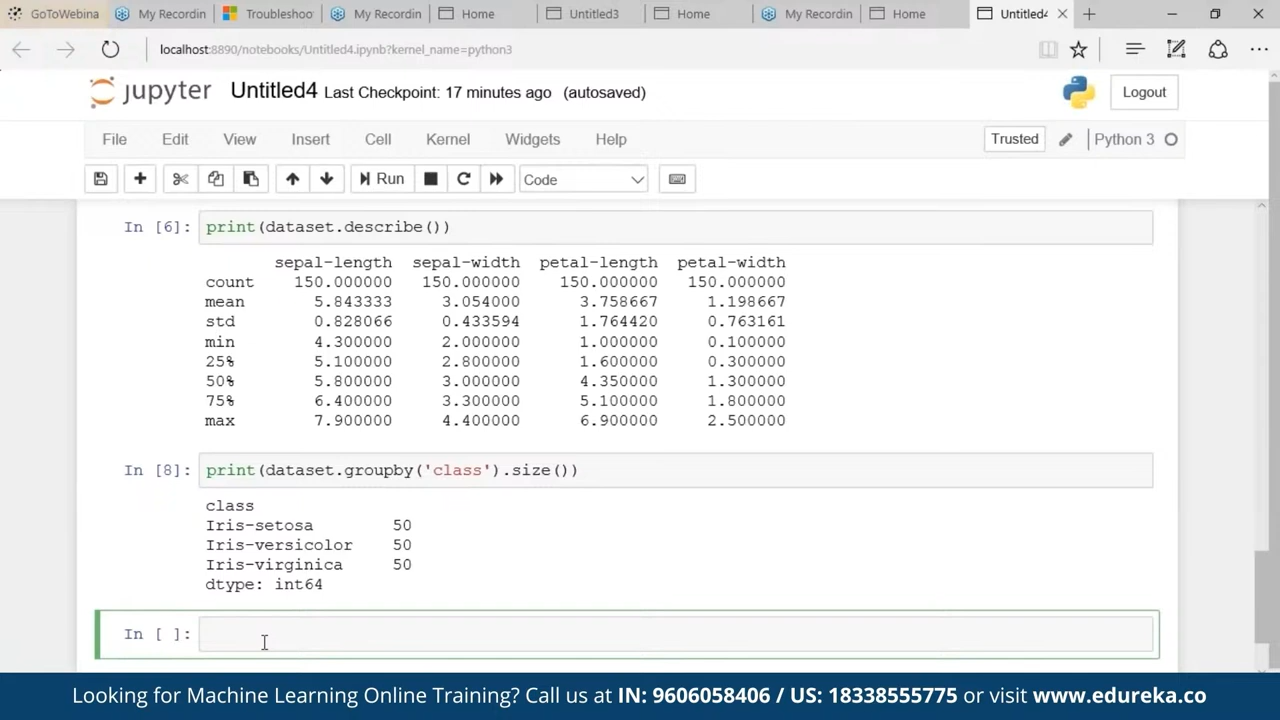 GoToWebina My Recordin Troubleshoo My Recordin Home Untitled3 Home My Recordin Home Untitled4
localhost:8890/notebooks/Untitled4.ipynb?kernel_name=python3
jupyter Untitled4 Last Checkpoint: 17 minutes ago (autosaved) Logout
File Edit View Insert Cell Kernel Widgets Help Trusted Python 3
Run Code
In [6]: print(dataset.describe())
sepal-length sepal-width petal-length petal-width
count 150.000000 150.000000 150.000000 150.000000
mean 5.843333 3.054000 3.758667 1.198667
std 0.828066 0.433594 1.764420 0.763161
min 4.300000 2.000000 1.000000 0.100000
25% 5.100000 2.800000 1.600000 0.300000
50% 5.800000 3.000000 4.350000 1.300000
75% 6.400000 3.300000 5.100000 1.800000
max 7.900000 4.400000 6.900000 2.500000
In [8]: print(dataset.groupby('class').size())
class
Iris-setosa 50
Iris-versicolor 50
Iris-virginica 50
dtype: int64
In [ ]:
Looking for Machine Learning Online Training? Call us at IN: 9606058406 / US: 18338555775 or visit www.edureka.co